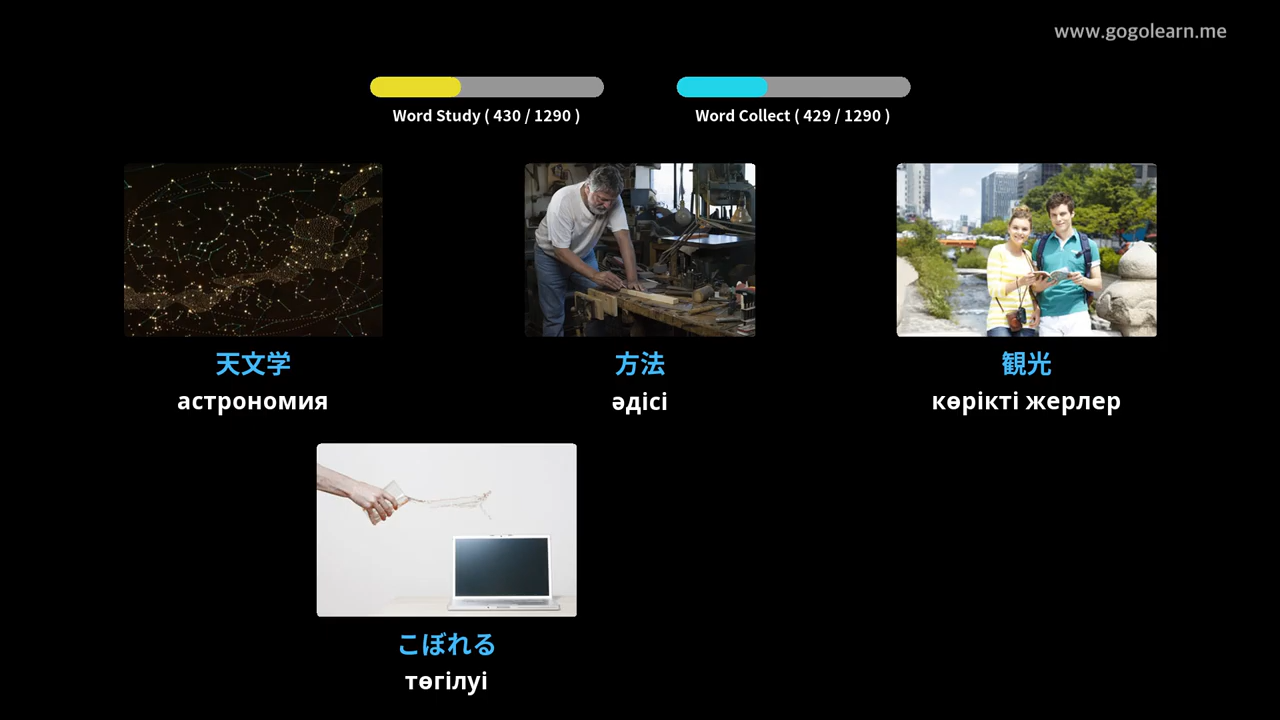 www.gogolearn.me
Word Study ( 430 / 1290 )
Word Collect ( 429 / 1290 )
天文学
астрономия
方法
әдісі
観光
көрікті жерлер
こぼれる
төгілуі